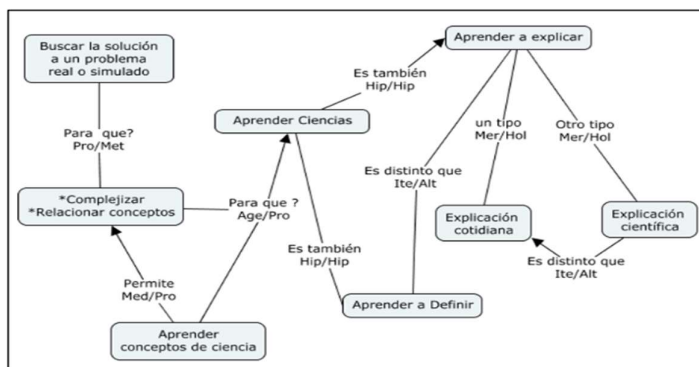 Buscar la solución
a un problema
real o simulado
Aprender a explicar
Es también
Hip/Hip
Aprender Ciencias
un tipo
Mer/Hol
Otro tipo
Mer/Hol
Para que?
Pro/Met
Es distinto que
Ite/Alt
*Complejizar
*Relacionar conceptos
Para que ?
Age/Pro
Explicación
cotidiana
Explicación
científica
Es también
Hip/Hip
Es distinto que
Ite/Alt
Permite
Med/Pro
Aprender a Definir
Aprender
conceptos de ciencia